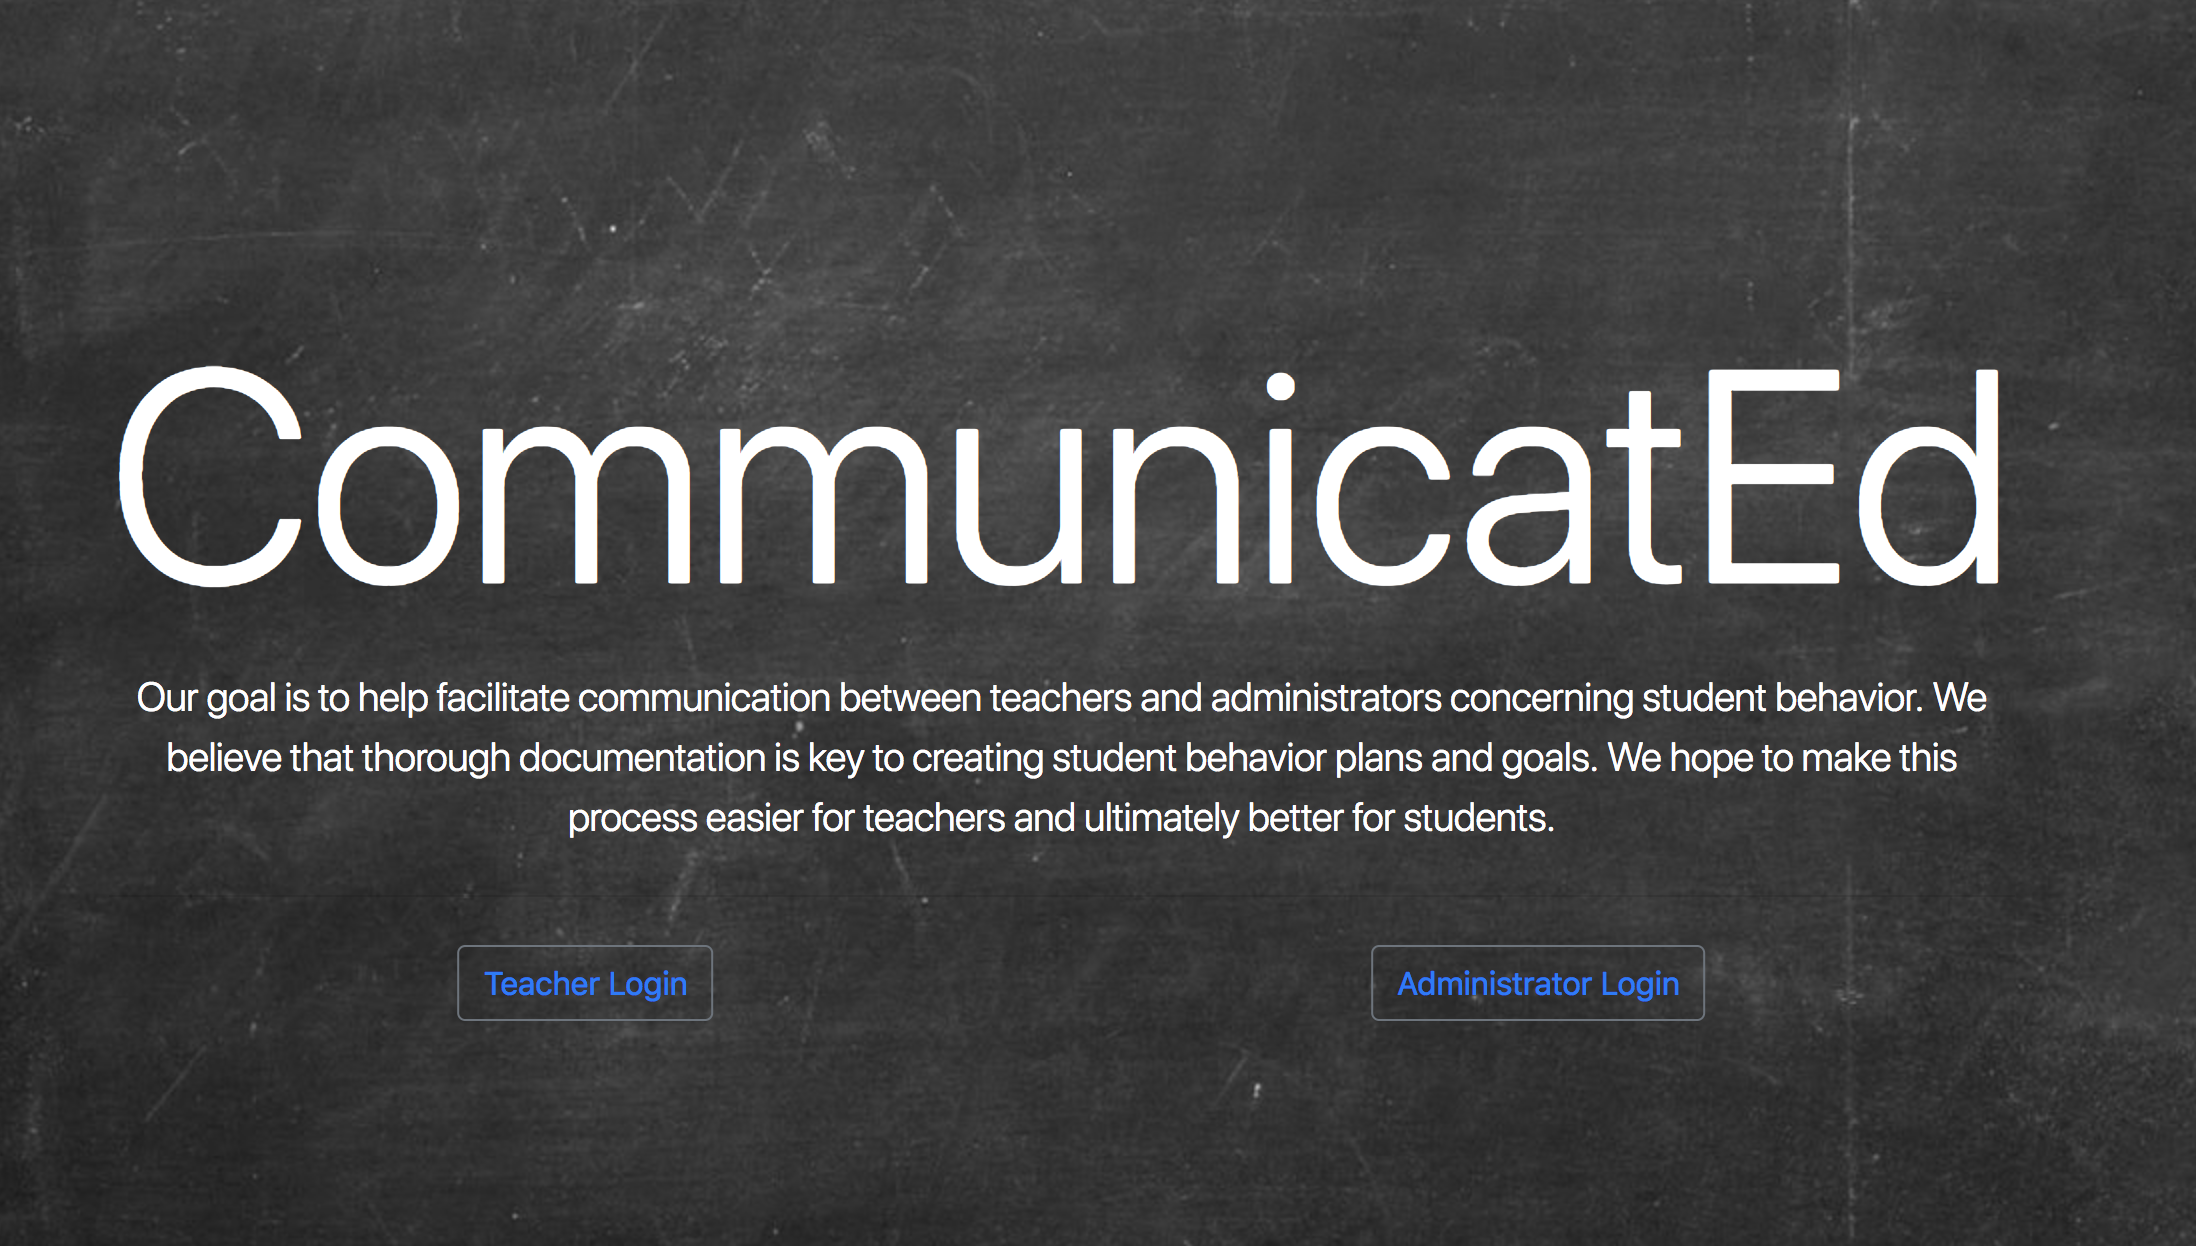 CommunicatEd
Our goal is to help facilitate communication between teachers and administrators concerning student behavior. We
believe that thorough documentation is key to creating student behavior plans and goals. We hope to make this
process easier for teachers and ultimately better for students.
Teacher Login
Administrator Login